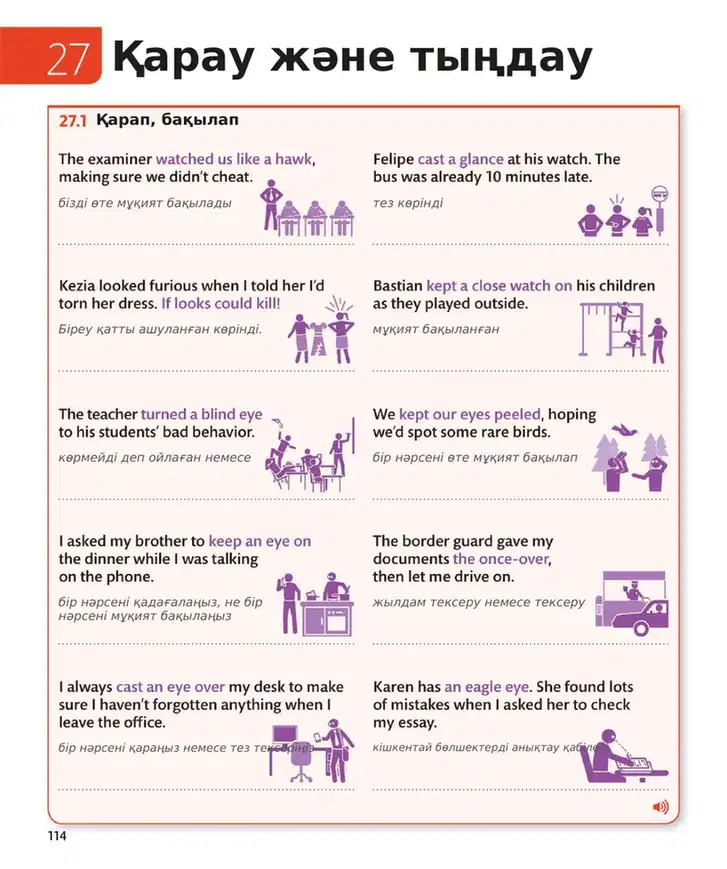 27 Қарау және тыңдау
27.1 Қарап, бақылап
The examiner watched us like a hawk,
making sure we didn't cheat.
бізді өте мұқият бақылады
Felipe cast a glance at his watch. The
bus was already 10 minutes late.
тез көрінді
Kezia looked furious when I told her I'd
torn her dress. If looks could kill!
Біреу қатты ашуланған көрінді.
Bastian kept a close watch on his children
as they played outside.
мұқият бақыланған
The teacher turned a blind eye
to his students' bad behavior.
көрмейді деп ойлаған немесе
We kept our eyes peeled, hoping
we'd spot some rare birds.
бір нәрсені өте мұқият бақылап
I asked my brother to keep an eye on
the dinner while I was talking
on the phone.
бір нәрсені қадағалаңыз, не бір
нәрсені мұқият бақылаңыз
The border guard gave my
documents the once-over,
then let me drive on.
жылдам тексеру немесе тексеру
I always cast an eye over my desk to make
sure I haven't forgotten anything when I
leave the office.
бір нәрсені қараңыз немесе тез тексеріңіз
Karen has an eagle eye. She found lots
of mistakes when I asked her to check
my essay.
кішкентай бөлшектерді анықтау
114